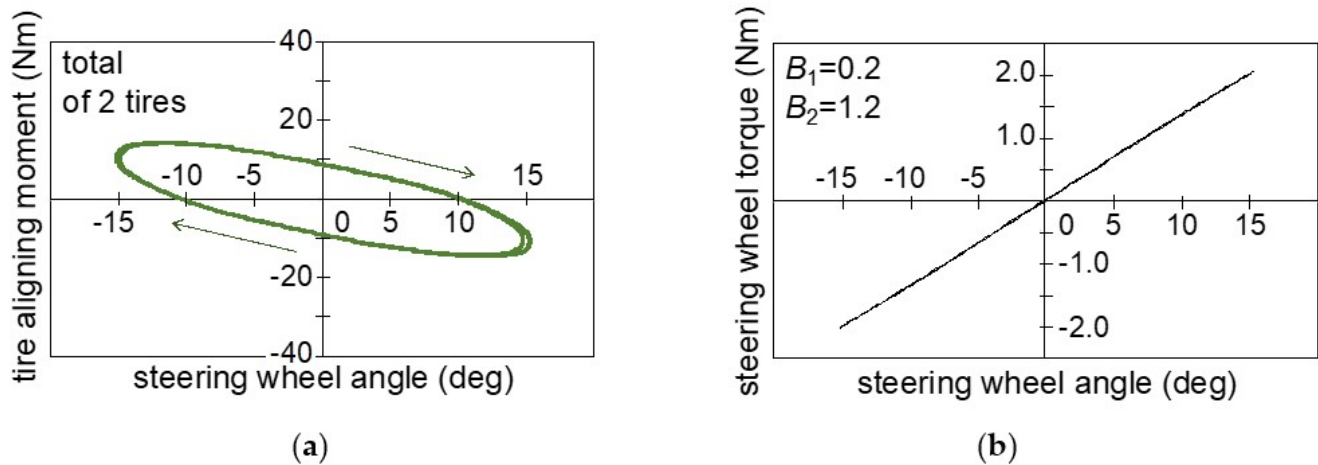 tire aligning moment (Nm)
total
of 2 tires
40
20
-10 -5 15
-15 0 5 10
-20
-40
steering wheel angle (deg)
(a)
steering wheel torque (Nm)
B1=0.2
B2=1.2
2.0
1.0
-15 -10 -5
0 5 10 15
-1.0
-2.0
steering wheel angle (deg)
(b)